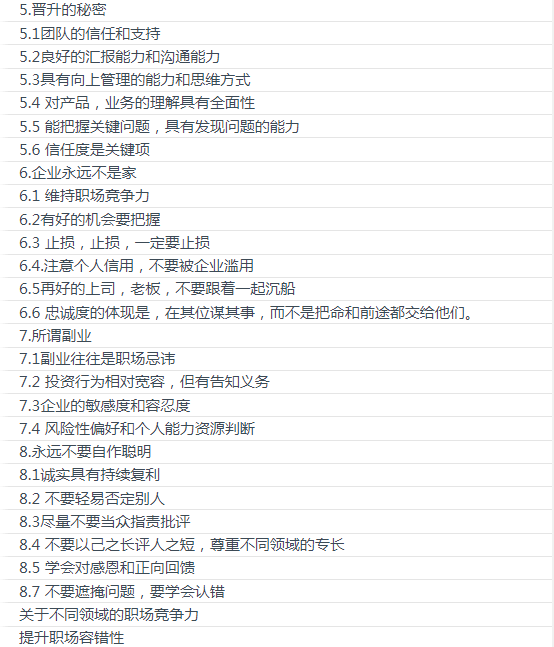 5.晋升的秘密
5.1团队的信任和支持
5.2良好的汇报能力和沟通能力
5.3具有向上管理的能力和思维方式
5.4 对产品，业务的理解具有全面性
5.5 能把握关键问题，具有发现问题的能力
5.6 信任度是关键项
6.企业永远不是家
6.1 维持职场竞争力
6.2有好的机会要把握
6.3 止损，止损，一定要止损
6.4.注意个人信用，不要被企业滥用
6.5再好的上司，老板，不要跟着一起沉船
6.6 忠诚度的体现是，在其位谋其事，而不是把命和前途都交给他们。
7.所谓副业
7.1副业往往是职场忌讳
7.2 投资行为相对宽容，但有告知义务
7.3企业的敏感度和容忍度
7.4 风险性偏好和个人能力资源判断
8.永远不要自作聪明
8.1诚实具有持续复利
8.2 不要轻易否定别人
8.3尽量不要当众指责批评
8.4 不要以己之长评人之短，尊重不同领域的专长
8.5 学会对感恩和正向回馈
8.7 不要遮掩问题，要学会认错
关于不同领域的职场竞争力
提升职场容错性